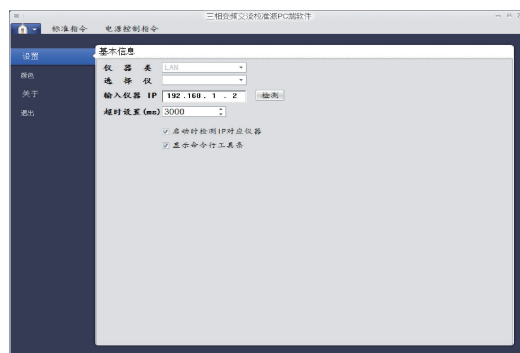 三相变频交流校准源PC端软件
标准指令 电源控制指令
设置
颜色
关于
退出
基本信息
仪 器 类 LAN
选 择 仪
输入仪器 IP 192.168. 1 . 2 检测
超时设置(ms) 3000
启动时检测IP对应仪器
显示命令行工具条